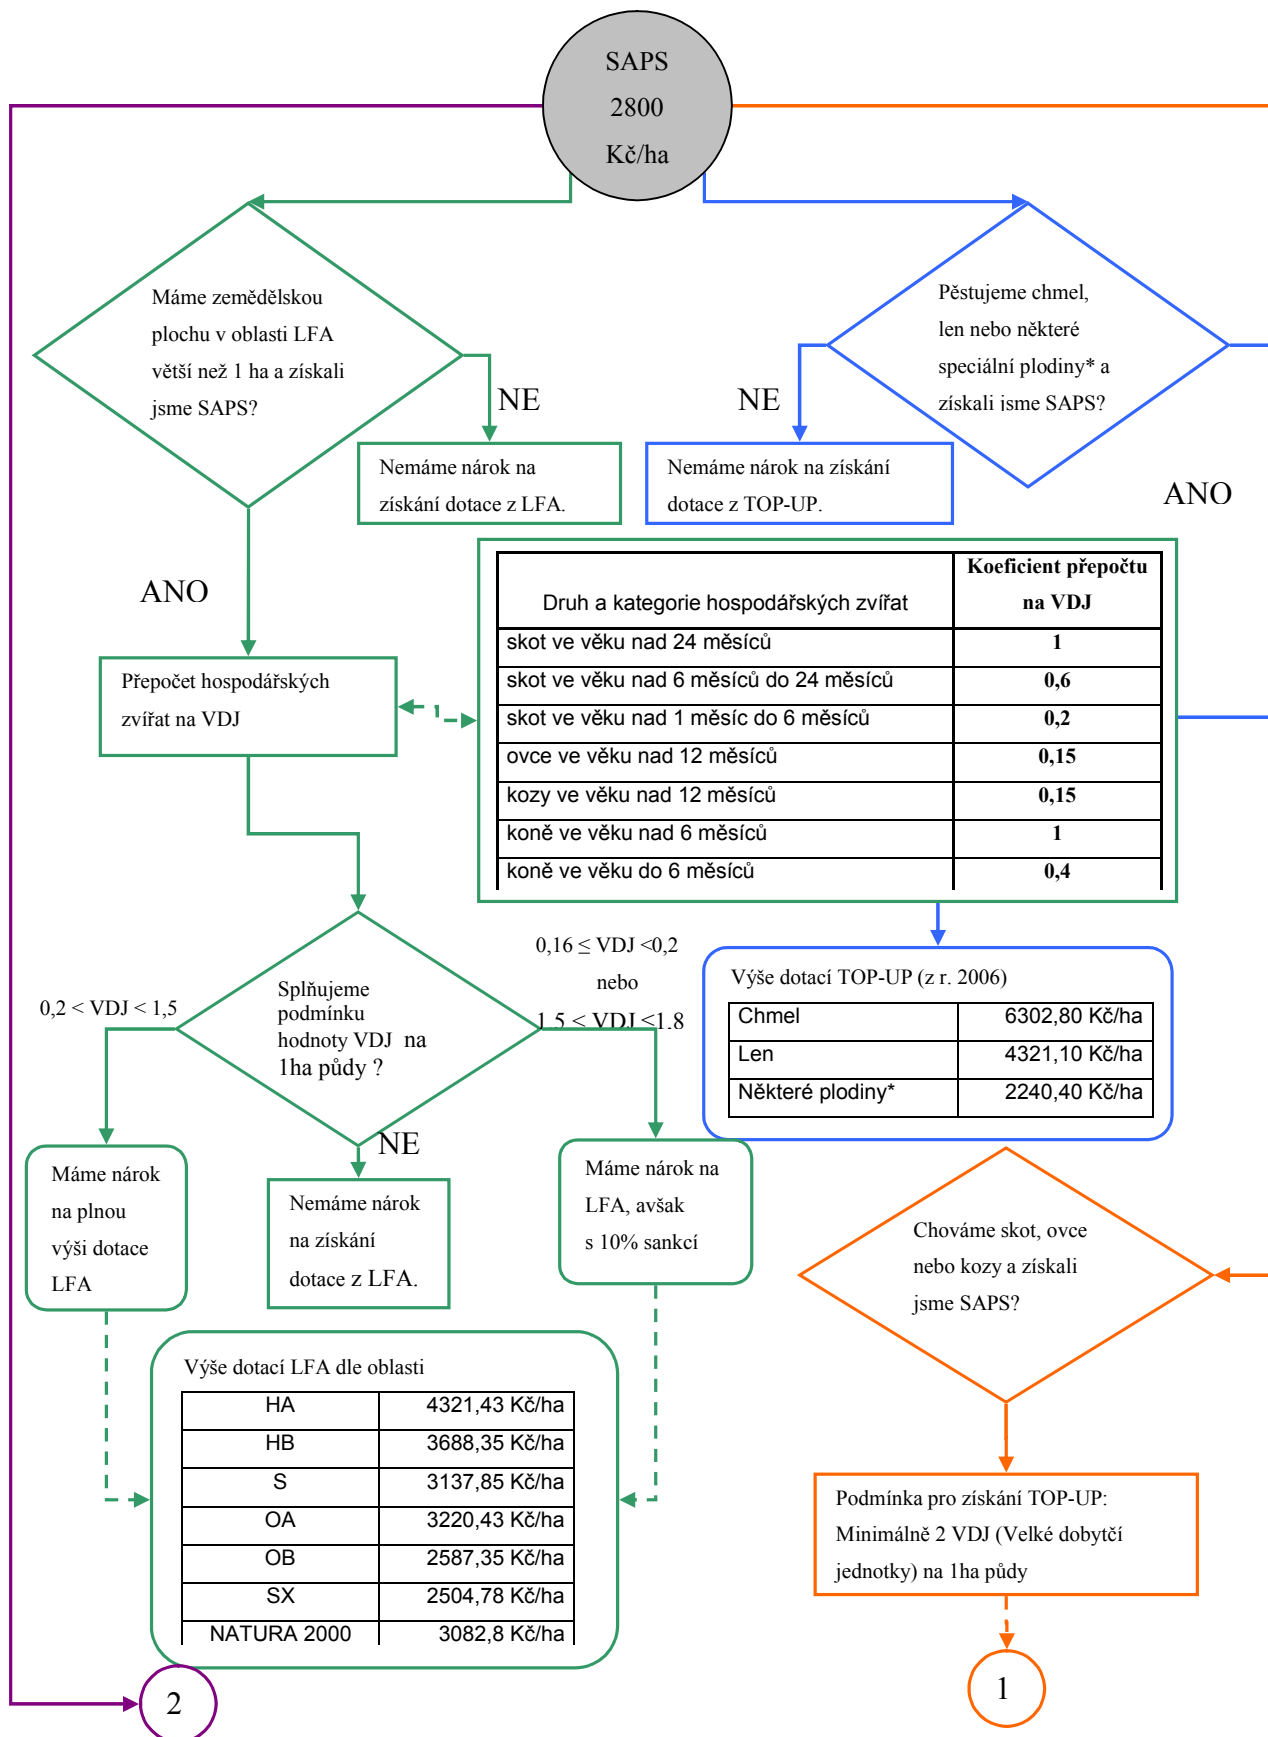 SAPS
2800
Kč/ha
Máme zemědělskou
plochu v oblasti LFA
větší než 1 ha a získali
jsme SAPS?
Pěstujeme chmel,
len nebo některé
speciální plodiny* a
získali jsme SAPS?
NE
NE
Nemáme nárok na
získání dotace z LFA.
Nemáme nárok na získání
dotace z TOP-UP.
ANO
ANO
Druh a kategorie hospodářských zvířat
Koeficient přepočtu
na VDJ
skot ve věku nad 24 měsíců 1
skot ve věku nad 6 měsíců do 24 měsíců 0,6
skot ve věku nad 1 měsíc do 6 měsíců 0,2
ovce ve věku nad 12 měsíců 0,15
kozy ve věku nad 12 měsíců 0,15
koně ve věku nad 6 měsíců 1
koně ve věku do 6 měsíců 0,4
Přepočet hospodářských
zvířat na VDJ
0,2 < VDJ < 1,5
Splňujeme
podmínku
hodnoty VDJ na
1ha půdy ?
0,16 ≤ VDJ <0,2
nebo
1,5 < VDJ <1,8
Výše dotací TOP-UP (z r. 2006)
Chmel 6302,80 Kč/ha
Len 4321,10 Kč/ha
Některé plodiny* 2240,40 Kč/ha
NE
Máme nárok
na plnou
výši dotace
LFA
Nemáme nárok
na získání
dotace z LFA.
Máme nárok na
LFA, avšak
s 10% sankcí
Chováme skot, ovce
nebo kozy a získali
jsme SAPS?
Výše dotací LFA dle oblasti
HA 4321,43 Kč/ha
HB 3688,35 Kč/ha
S 3137,85 Kč/ha
OA 3220,43 Kč/ha
OB 2587,35 Kč/ha
SX 2504,78 Kč/ha
NATURA 2000 3082,8 Kč/ha
Podmínka pro získání TOP-UP:
Minimálně 2 VDJ (Velké dobytčí
jednotky) na 1ha půdy
2
1